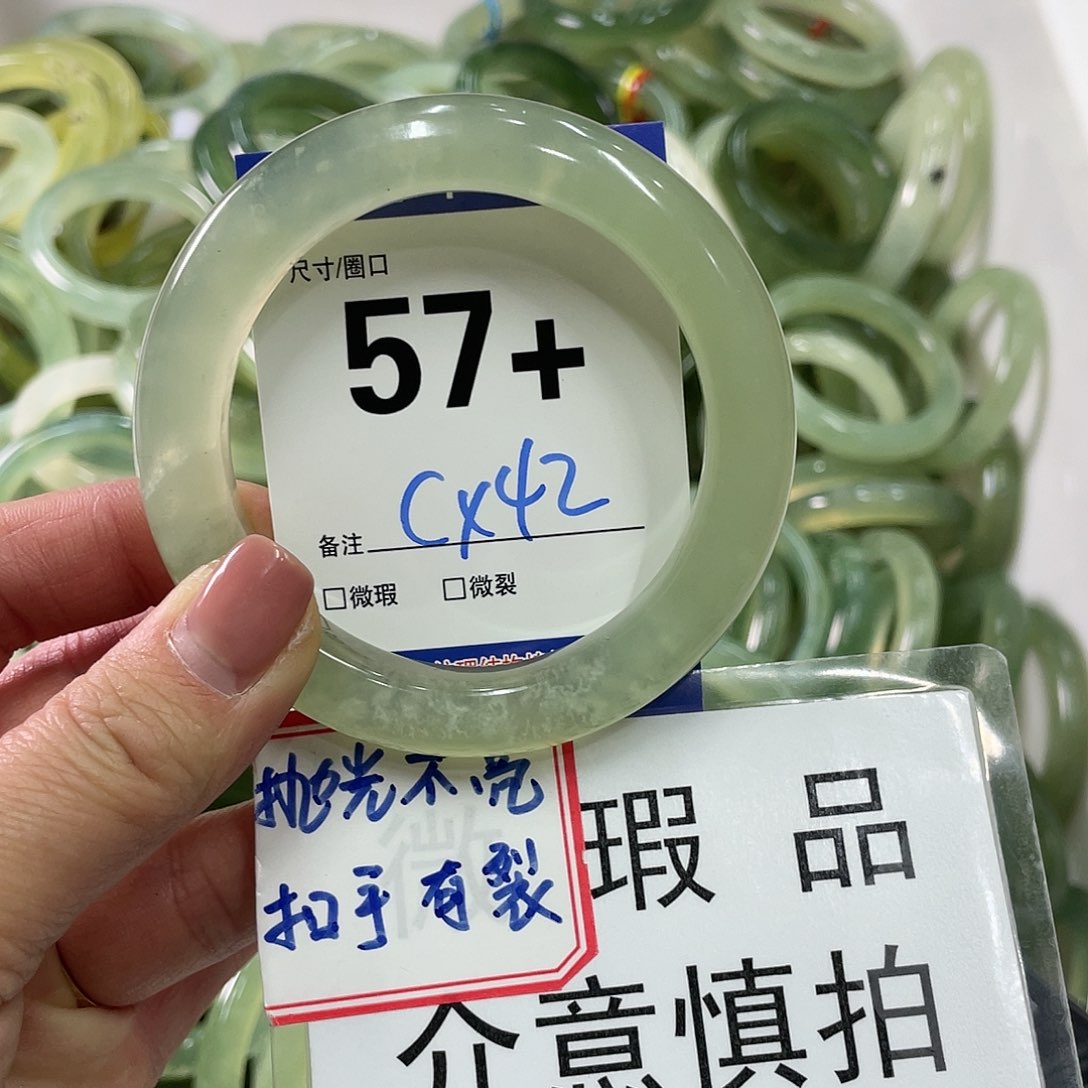 尺寸/圈口
57+
Cx42
备注
□微瑕 □微裂
抛光不亮
扣手有裂
微瑕品
介意慎拍